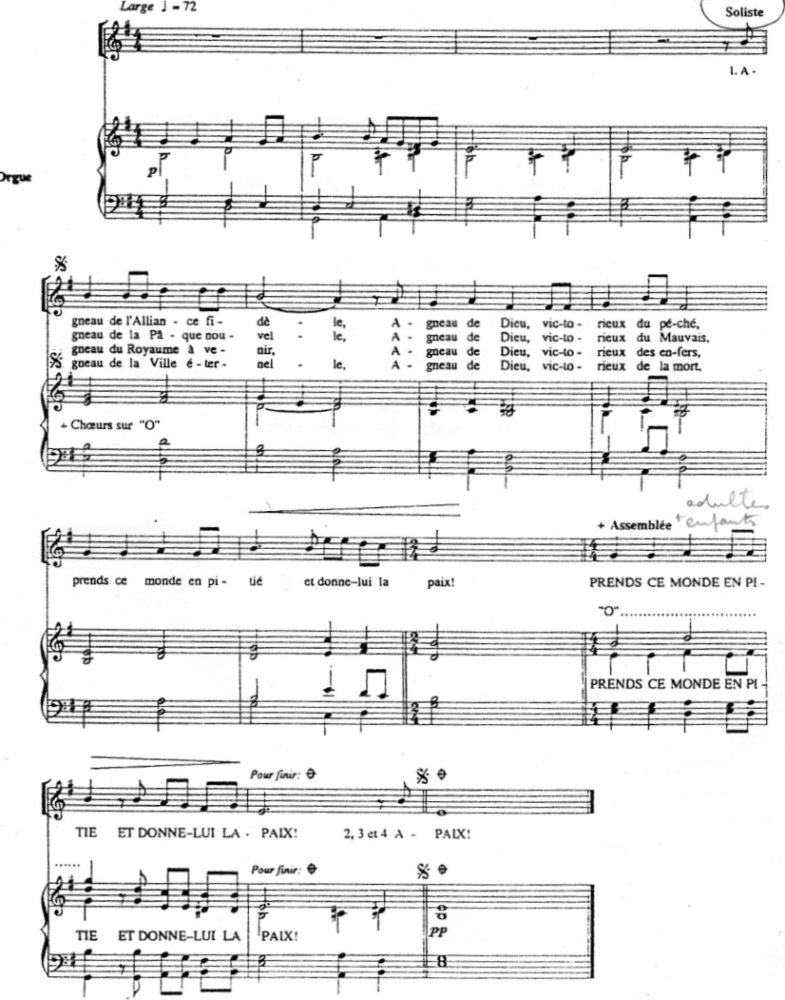 Large ♩ = 72
Soliste
1. A -
p
Orgue
gneau de l'Allian - ce fi - dè - le, A - gneau de Dieu, vic-to - rieux du pé-ché,
gneau de la Pâ - que nou - vel - le, A - gneau de Dieu, vic-to - rieux du Mauvais,
gneau du Royaume à ve - nir, A - gneau de Dieu, vic-to - rieux des en-fers,
gneau de la Ville é - ter - nel - le, A - gneau de Dieu, vic-to - rieux de la mort,
+ Chœurs sur "O"
adultes
+ Assemblée + enfants
prends ce monde en pi - tié et donne-lui la paix! PRENDS CE MONDE EN PI -
"O"
PRENDS CE MONDE EN PI -
Pour finir:
TIE ET DONNE-LUI LA - PAIX! 2, 3 et 4 A - PAIX!
Pour finir:
TIE ET DONNE-LUI LA PAIX!
pp